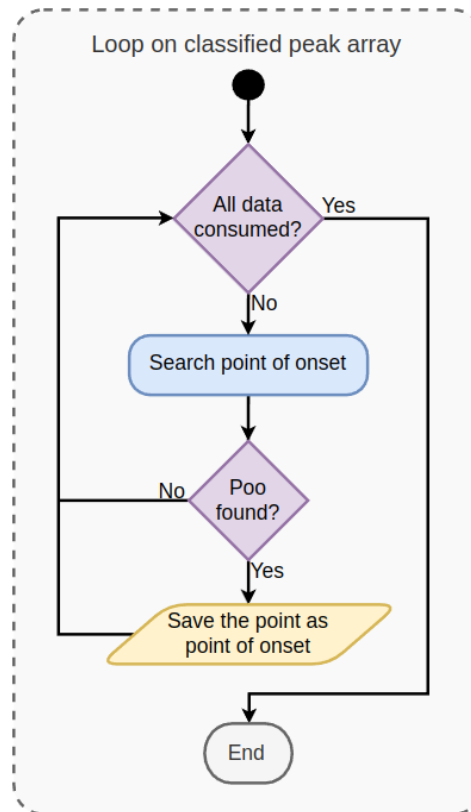 Loop on classified peak array
All data
consumed?
Yes
No
Search point of onset
Poo
found?
No
Yes
Save the point as
point of onset
End